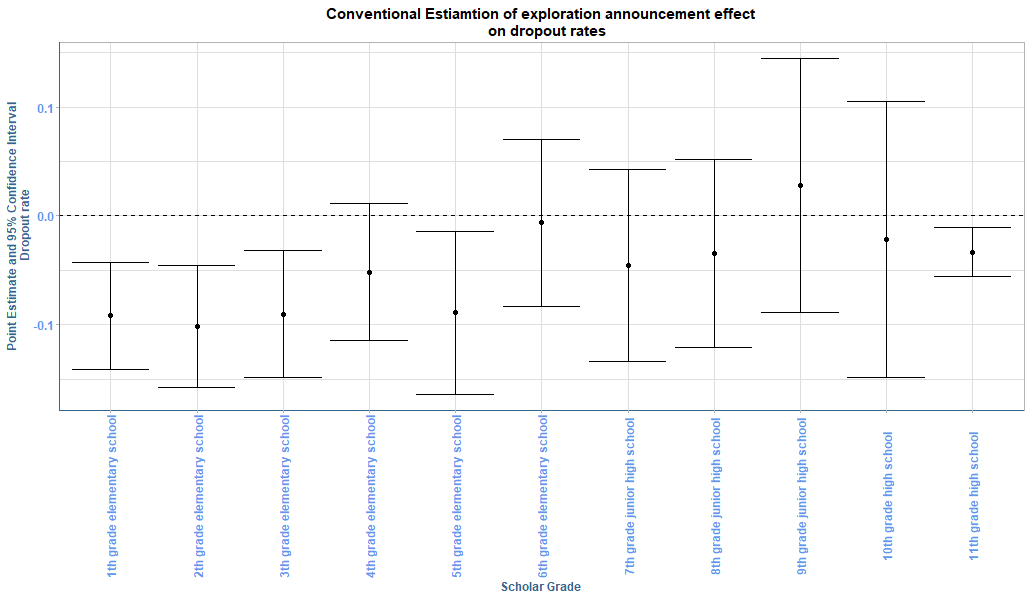 Conventional Estiamtion of exploration announcement effect
on dropout rates
Point Estimate and 95% Confidence Interval
Dropout rate
0.1
0.0
-0.1
1th grade elementary school
2th grade elementary school
3th grade elementary school
4th grade elementary school
5th grade elementary school
6th grade elementary school
7th grade junior high school
8th grade junior high school
9th grade junior high school
10th grade high school
11th grade high school
Scholar Grade